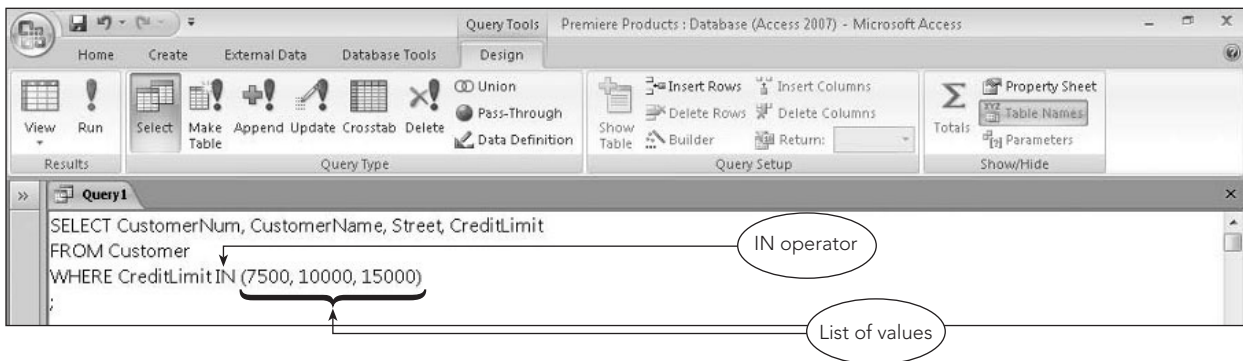 Query Tools Premiere Products : Database (Access 2007) - Microsoft Access
Home Create External Data Database Tools Design
View Run Select Make Table Append Update Crosstab Delete
Union
Pass-Through
Data Definition
Show Table
Insert Rows
Delete Rows
Builder
Insert Columns
Delete Columns
Return:
Totals
Property Sheet
XYZ Table Names
[?] Parameters
Results Query Type Query Setup Show/Hide
» Query1
SELECT CustomerNum, CustomerName, Street, CreditLimit
FROM Customer
WHERE CreditLimit IN (7500, 10000, 15000)
;
IN operator
List of values